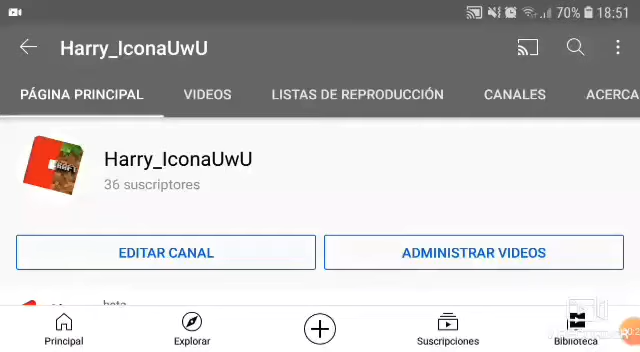 70% 18:51
Harry_IconaUwU
PÁGINA PRINCIPAL VIDEOS LISTAS DE REPRODUCCIÓN CANALES ACERCA
Harry_IconaUwU
36 suscriptores
EDITAR CANAL ADMINISTRAR VIDEOS
Principal Explorar Suscripciones Biblioteca